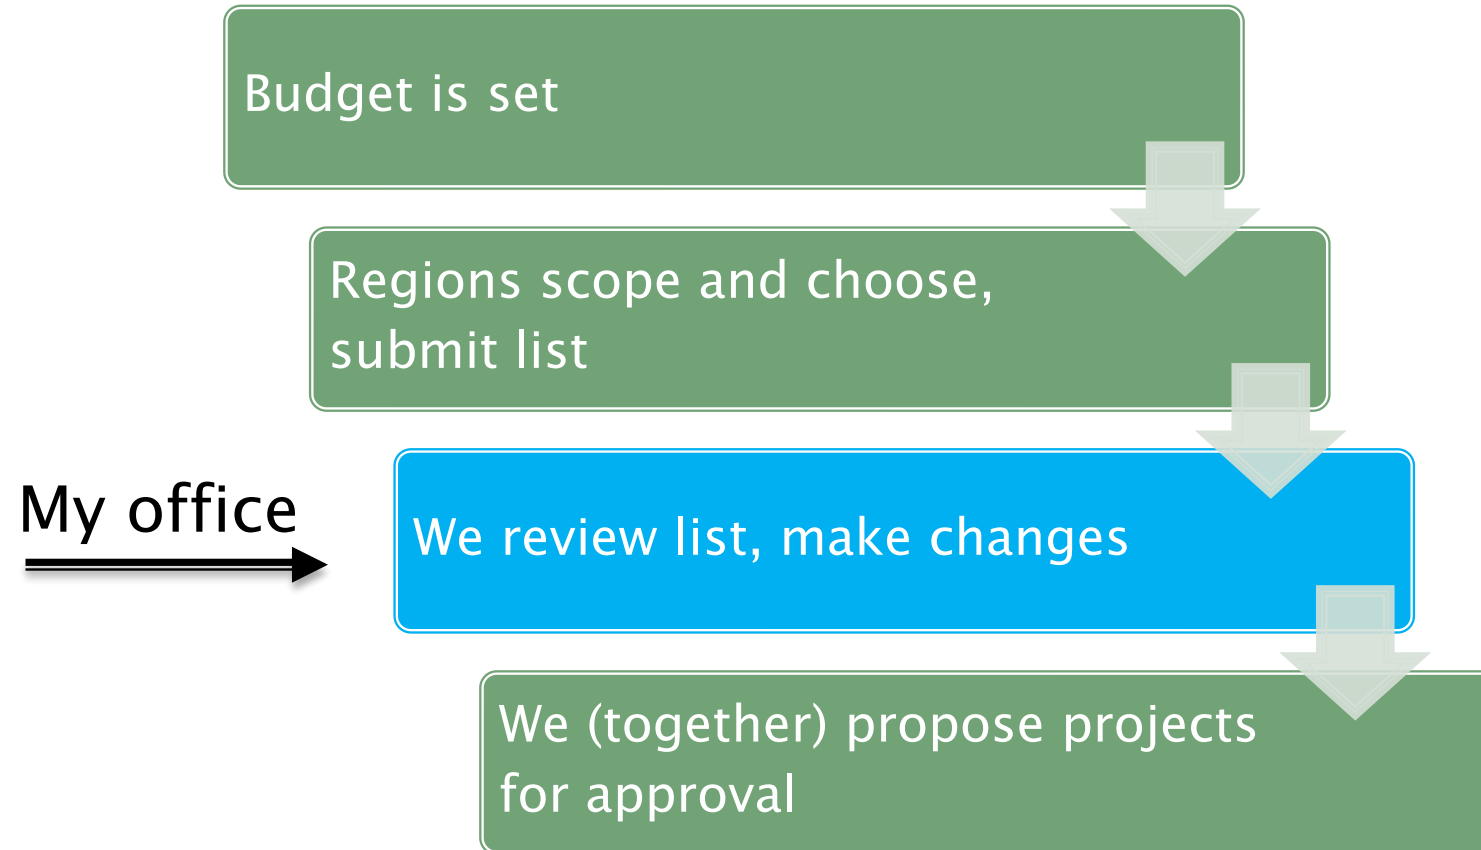 Budget is set
Regions scope and choose,
submit list
My office
We review list, make changes
We (together) propose projects
for approval